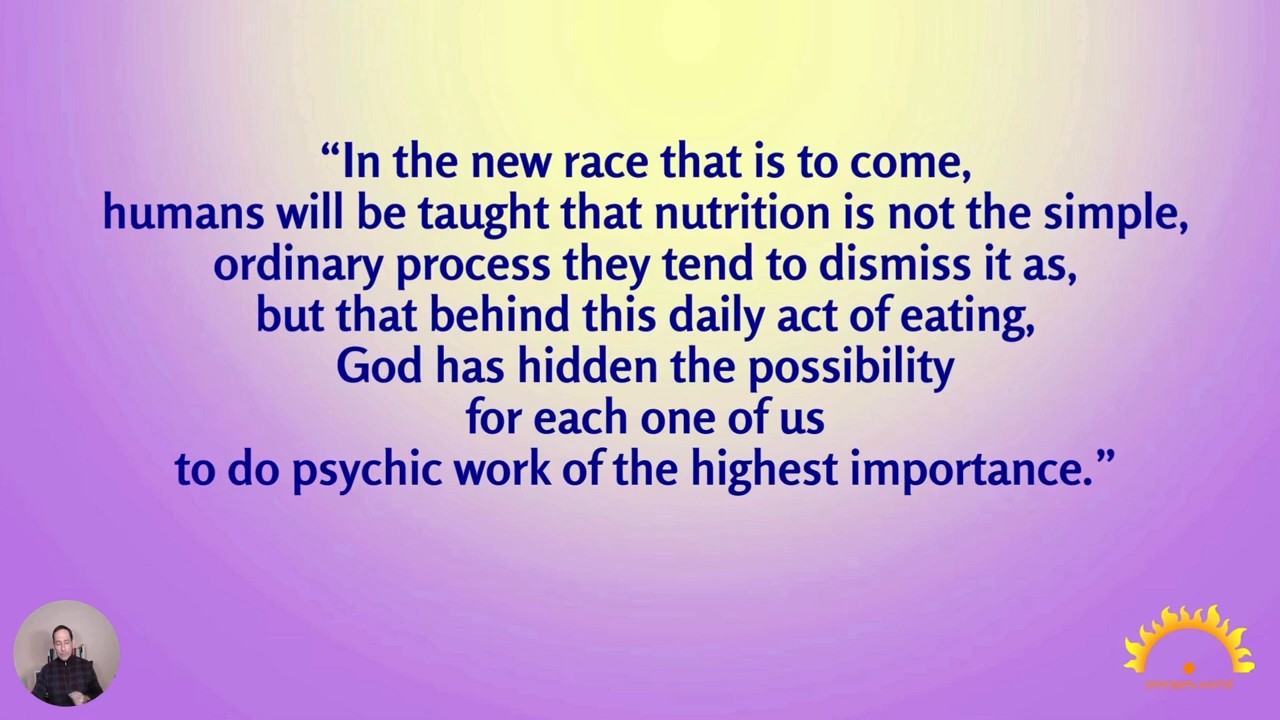 “In the new race that is to come,
humans will be taught that nutrition is not the simple,
ordinary process they tend to dismiss it as,
but that behind this daily act of eating,
God has hidden the possibility
for each one of us
to do psychic work of the highest importance.”